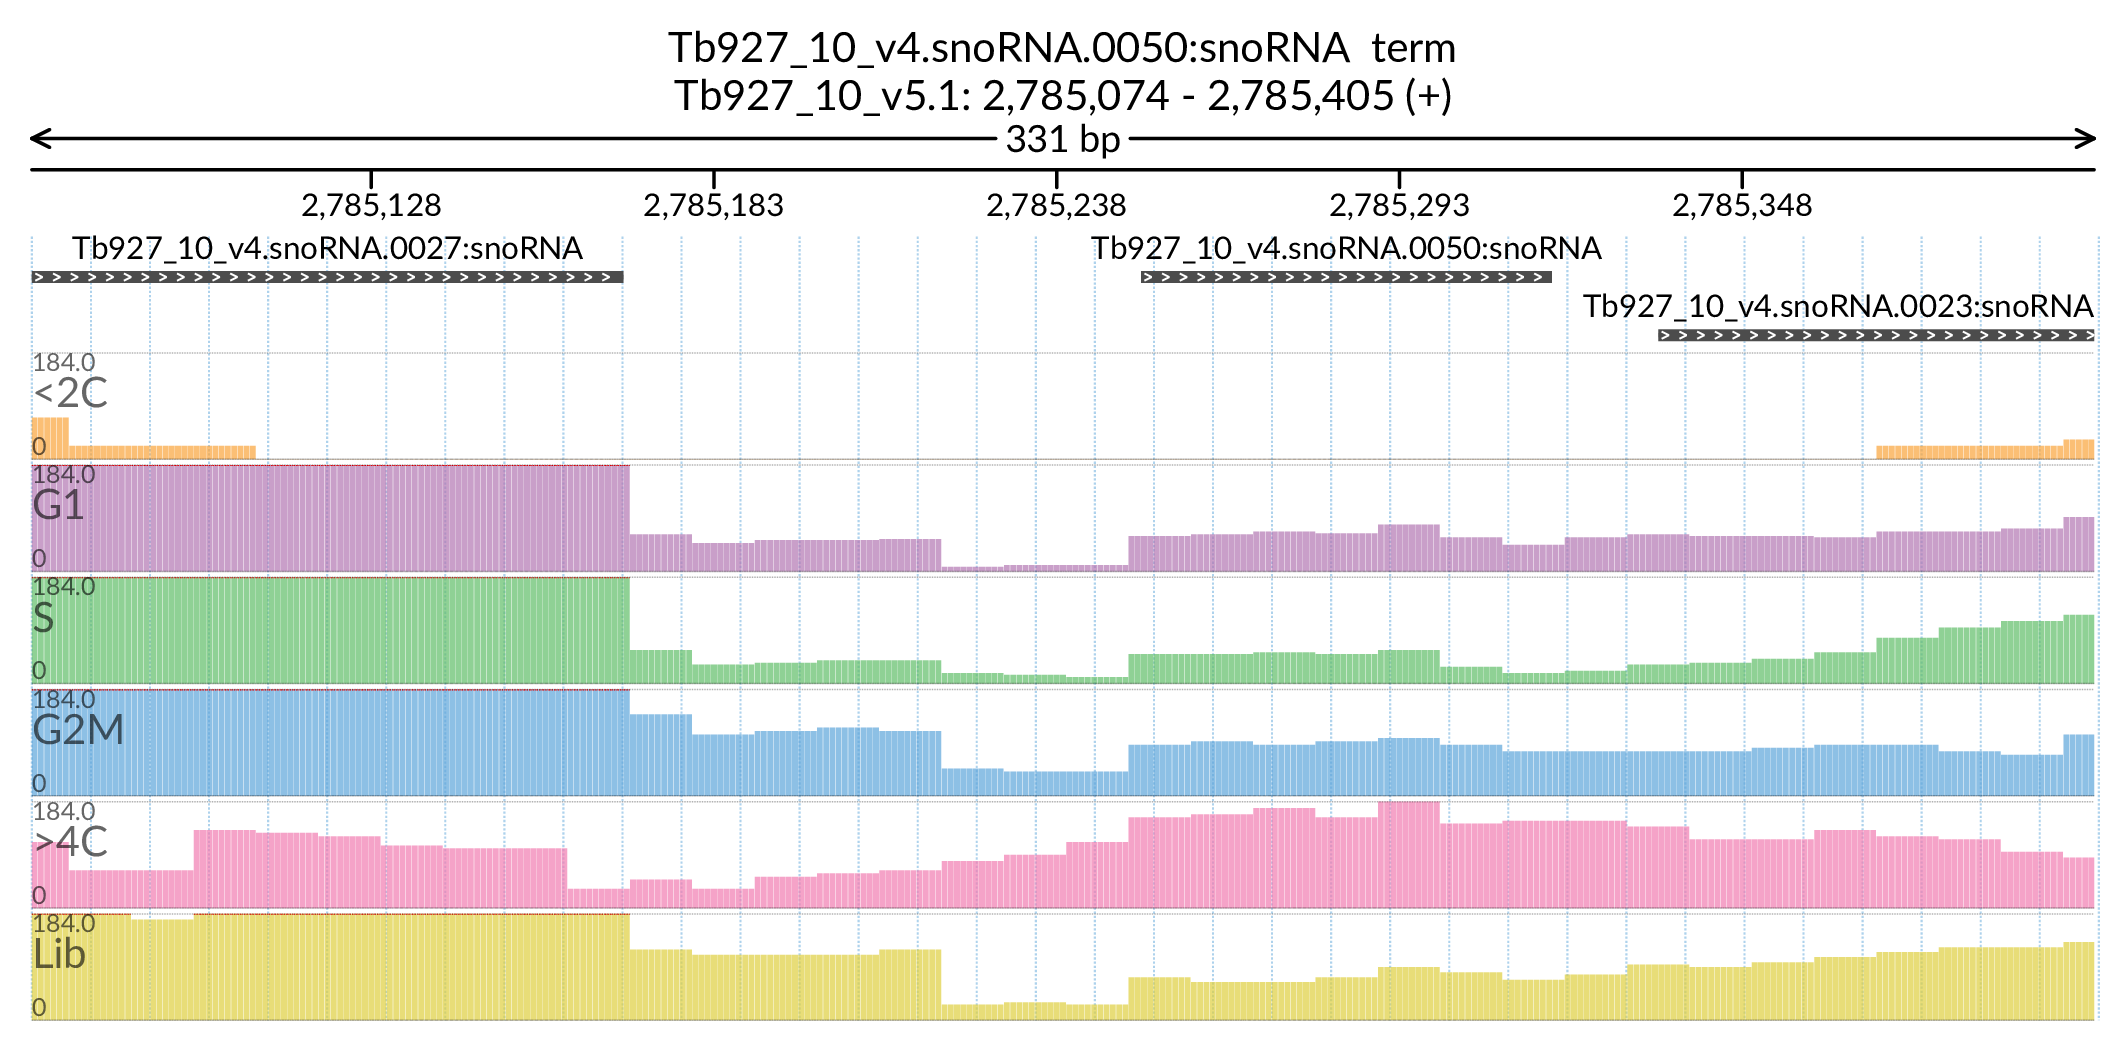 Tb927_10_v4.snoRNA.0050:snoRNA term
Tb927_10_v5.1: 2,785,074 - 2,785,405 (+)
331 bp
2,785,128 2,785,183 2,785,238 2,785,293 2,785,348
Tb927_10_v4.snoRNA.0027:snoRNA Tb927_10_v4.snoRNA.0050:snoRNA
Tb927_10_v4.snoRNA.0023:snoRNA
184.0
<2C
0
184.0
G1
0
184.0
S
0
184.0
G2M
0
184.0
>4C
0
184.0
Lib
0